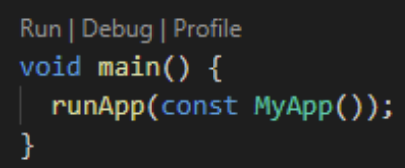 Run | Debug | Profile
void main() {
  runApp(const MyApp());
}